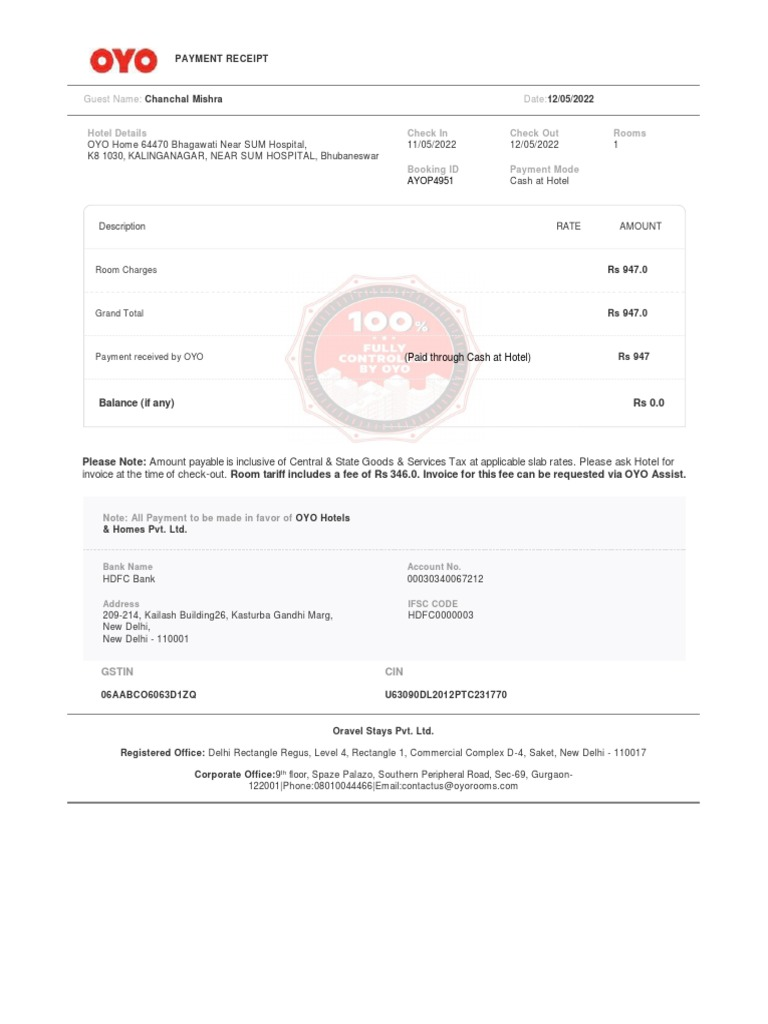 OYO PAYMENT RECEIPT
Guest Name: Chanchal Mishra Date:12/05/2022
Hotel Details Check In Check Out Rooms
OYO Home 64470 Bhagawati Near SUM Hospital, 11/05/2022 12/05/2022 1
K8 1030, KALINGANAGAR, NEAR SUM HOSPITAL, Bhubaneswar
Booking ID Payment Mode
AYOP4951 Cash at Hotel
Description RATE AMOUNT
Room Charges Rs 947.0
Grand Total Rs 947.0
100%
FULLY
Payment received by OYO (Paid through Cash at Hotel) Rs 947
BY OYO
Balance (if any) Rs 0.0
Please Note: Amount payable is inclusive of Central & State Goods & Services Tax at applicable slab rates. Please ask Hotel for
invoice at the time of check-out. Room tariff includes a fee of Rs 346.0. Invoice for this fee can be requested via OYO Assist.
Note: All Payment to be made in favor of OYO Hotels
& Homes Pvt. Ltd.
Bank Name Account No.
HDFC Bank 00030340067212
Address IFSC CODE
209-214, Kailash Building26, Kasturba Gandhi Marg, HDFC0000003
New Delhi,
New Delhi - 110001
GSTIN CIN
06AABCO6063D1ZQ U63090DL2012PTC231770
Oravel Stays Pvt. Ltd.
Registered Office: Delhi Rectangle Regus, Level 4, Rectangle 1, Commercial Complex D-4, Saket, New Delhi - 110017
Corporate Office:9th floor, Spaze Palazo, Southern Peripheral Road, Sec-69, Gurgaon-
122001|Phone:08010044466|Email:contactus@oyorooms.com